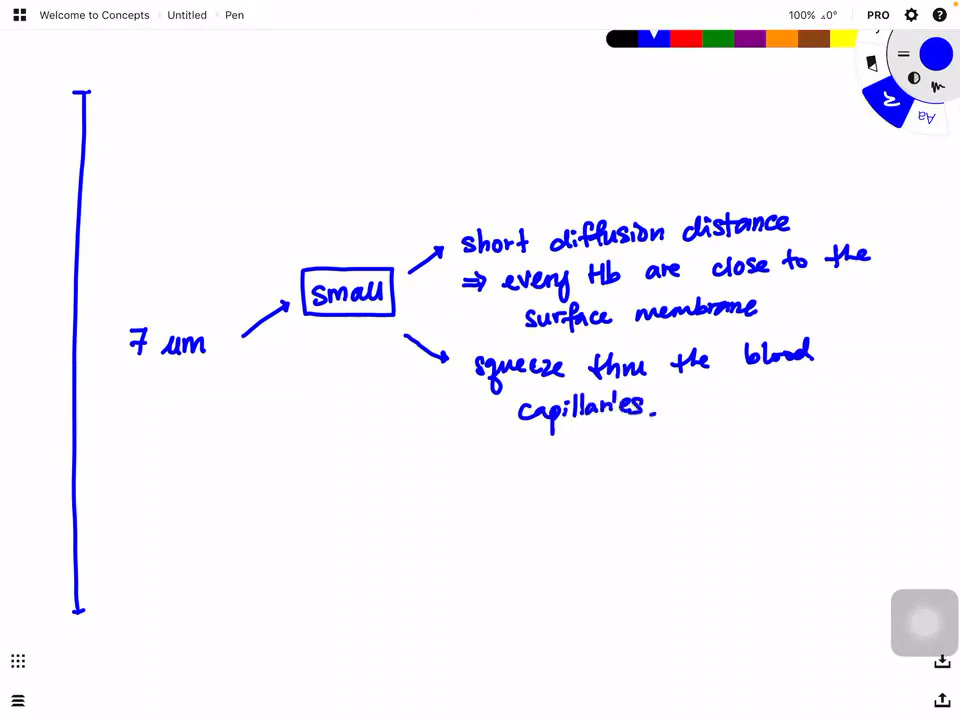 Welcome to Concepts › Untitled › Pen
100% ⊿0° PRO
Aa
short diffusion distance
⇒ every Hb are close to the
surface membrane
small
7 um
squeeze thru the blood
capillaries.